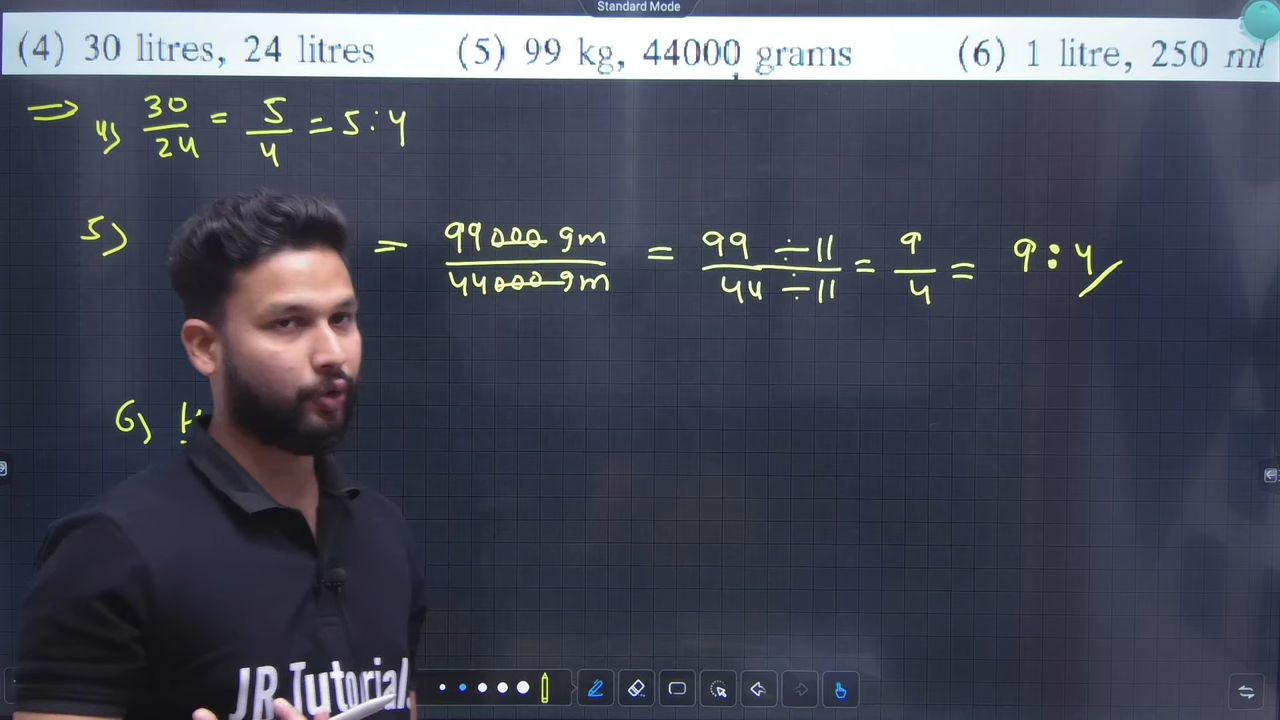 Standard Mode
(4) 30 litres, 24 litres (5) 99 kg, 44000 grams (6) 1 litre, 250 ml
⇒ 4) 30/24 = 5/4 = 5:4
5) = 99000 gm/44000 gm = 99 ÷ 11/44 ÷ 11 = 9/4 = 9:4/
6)
JR Tutorial.